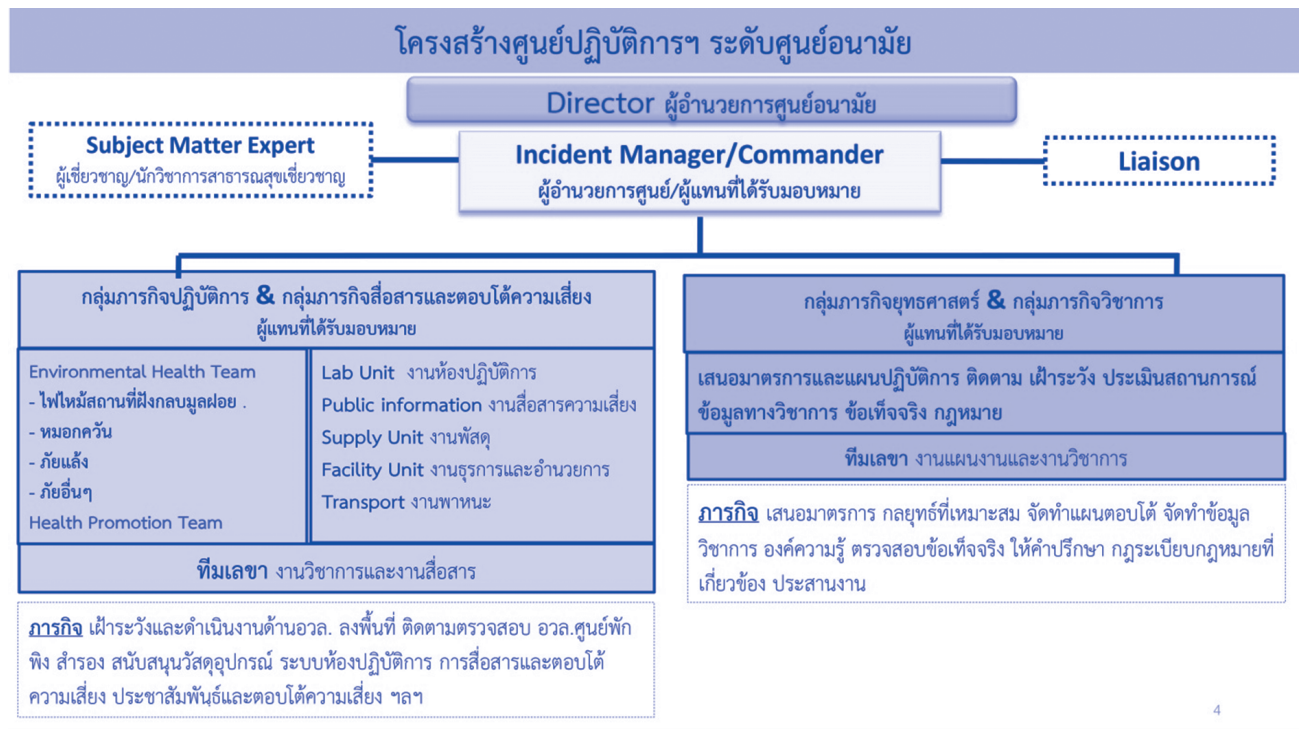 โครงสร้างศูนย์ปฏิบัติการฯ ระดับศูนย์อนามัย
Director ผู้อำนวยการศูนย์อนามัย
Subject Matter Expert
ผู้เชี่ยวชาญ/นักวิชาการสาธารณสุขเชี่ยวชาญ
Incident Manager/Commander
ผู้อำนวยการศูนย์/ผู้แทนที่ได้รับมอบหมาย
Liaison
กลุ่มภารกิจปฏิบัติการ & กลุ่มภารกิจสื่อสารและตอบโต้ความเสี่ยง
ผู้แทนที่ได้รับมอบหมาย
Environmental Health Team
- ไฟไหม้สถานที่ฝังกลบมูลฝอย .
- หมอกควัน
- ภัยแล้ง
- ภัยอื่นๆ
Health Promotion Team
Lab Unit งานห้องปฏิบัติการ
Public information งานสื่อสารความเสี่ยง
Supply Unit งานพัสดุ
Facility Unit งานธุรการและอำนวยการ
Transport งานพาหนะ
ทีมเลขา งานวิชาการและงานสื่อสาร
ภารกิจ เฝ้าระวังและดำเนินงานด้านอวล. ลงพื้นที่ ติดตามตรวจสอบ อวล.ศูนย์พัก
พิง สำรอง สนับสนุนวัสดุอุปกรณ์ ระบบห้องปฏิบัติการ การสื่อสารและตอบโต้
ความเสี่ยง ประชาสัมพันธ์และตอบโต้ความเสี่ยง ฯลฯ
กลุ่มภารกิจยุทธศาสตร์ & กลุ่มภารกิจวิชาการ
ผู้แทนที่ได้รับมอบหมาย
เสนอมาตรการและแผนปฏิบัติการ ติดตาม เฝ้าระวัง ประเมินสถานการณ์
ข้อมูลทางวิชาการ ข้อเท็จจริง กฎหมาย
ทีมเลขา งานแผนงานและงานวิชาการ
ภารกิจ เสนอมาตรการ กลยุทธ์ที่เหมาะสม จัดทำแผนตอบโต้ จัดทำข้อมูล
วิชาการ องค์ความรู้ ตรวจสอบข้อเท็จจริง ให้คำปรึกษา กฎระเบียบกฎหมายที่
เกี่ยวข้อง ประสานงาน
4